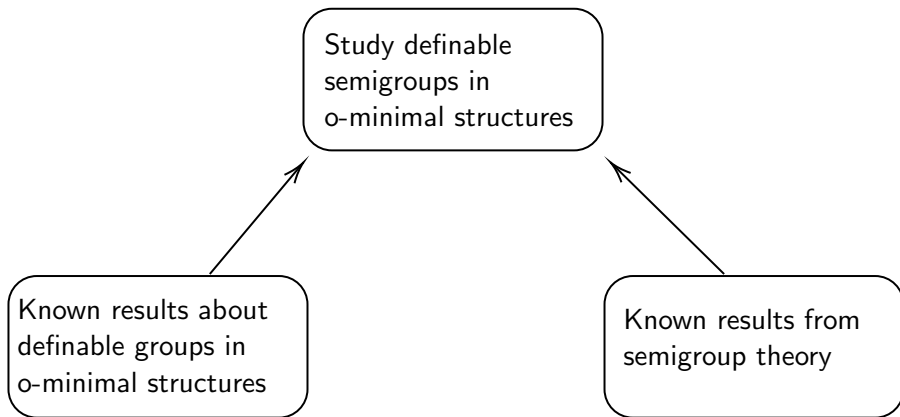 Study definable
semigroups in
o-minimal structures
Known results about
definable groups in
o-minimal structures
Known results from
semigroup theory